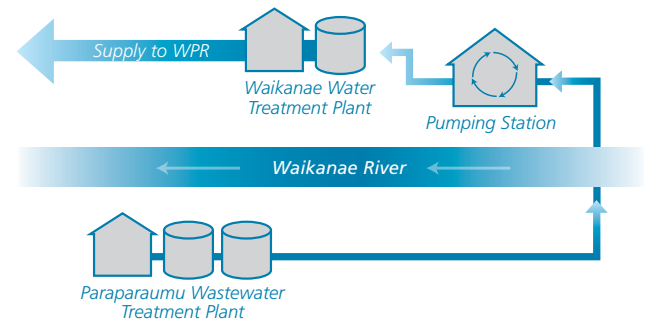 Supply to WPR
Waikanae Water
Treatment Plant
Pumping Station
Waikanae River
Paraparaumu Wastewater
Treatment Plant